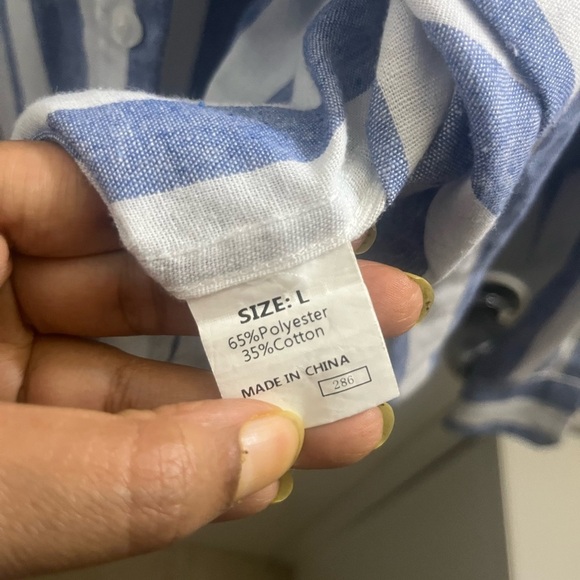 SIZE: L
65%Polyester
35%Cotton
MADE IN CHINA
286